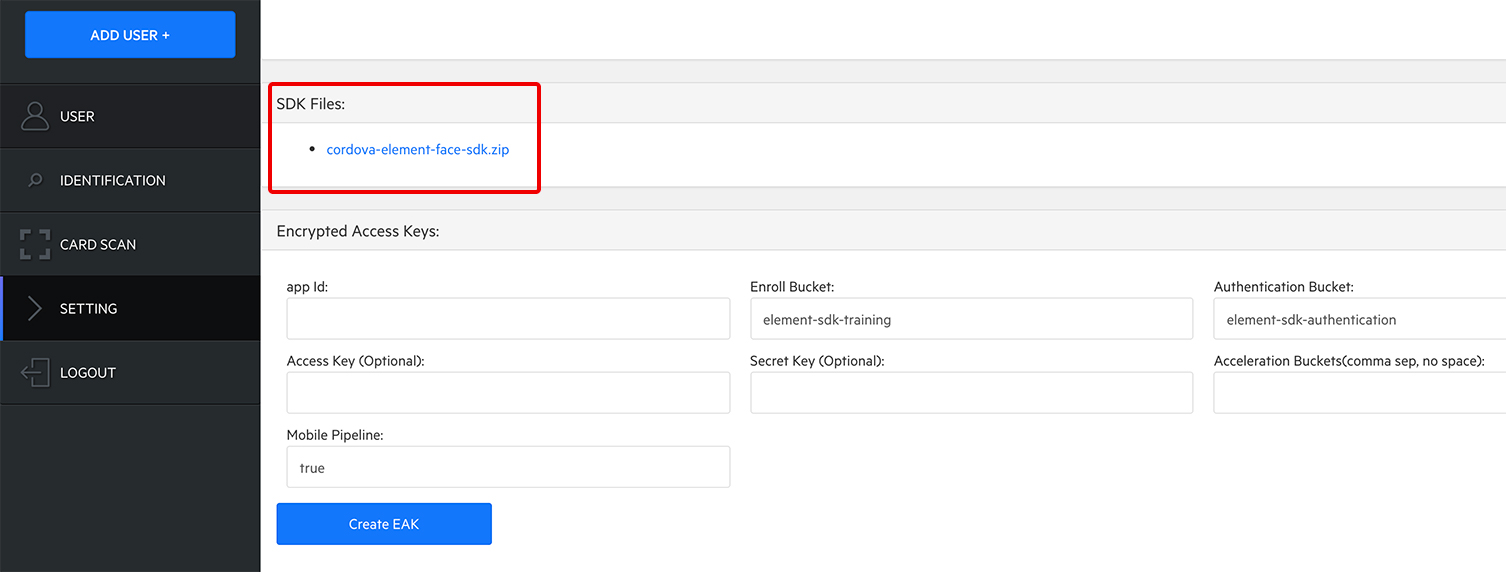 ADD USER +
USER
IDENTIFICATION
CARD SCAN
SETTING
LOGOUT
SDK Files:
• cordova-element-face-sdk.zip
Encrypted Access Keys:
app Id: Enroll Bucket: Authentication Bucket:
element-sdk-training element-sdk-authentication
Access Key (Optional): Secret Key (Optional): Acceleration Buckets(comma sep, no space):
Mobile Pipeline:
true
Create EAK